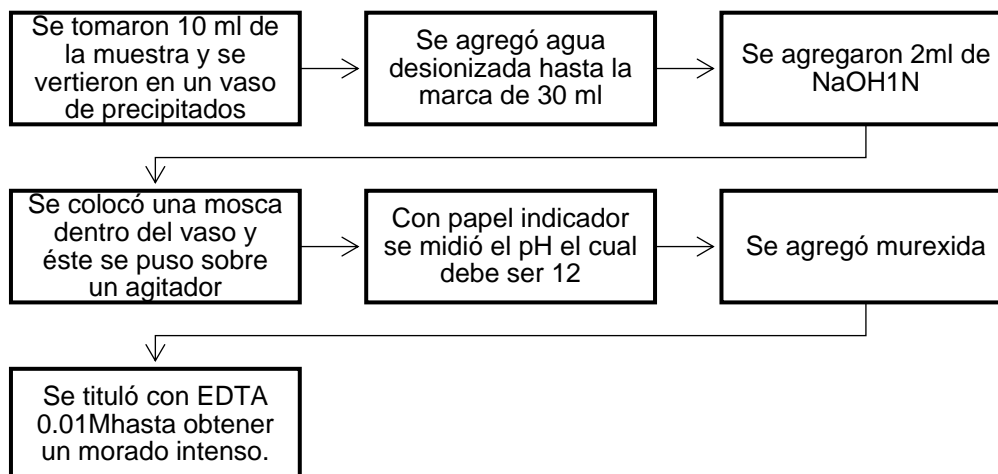 Se tomaron 10 ml de
la muestra y se
vertieron en un vaso
de precipitados
Se agregó agua
desionizada hasta la
marca de 30 ml
Se agregaron 2ml de
NaOH1N
Se colocó una mosca
dentro del vaso y
éste se puso sobre
un agitador
Con papel indicador
se midió el pH el cual
debe ser 12
Se agregó murexida
Se tituló con EDTA
0.01Mhasta obtener
un morado intenso.